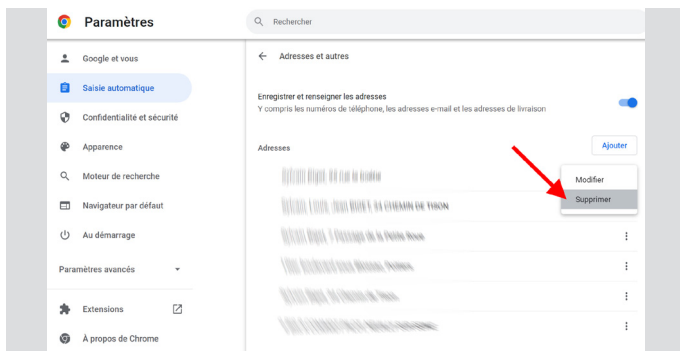 Paramètres
Rechercher
Google et vous
Saisie automatique
Confidentialité et sécurité
Apparence
Moteur de recherche
Navigateur par défaut
Au démarrage
Paramètres avancés
Extensions
À propos de Chrome
Adresses et autres
Enregistrer et renseigner les adresses
Y compris les numéros de téléphone, les adresses e-mail et les adresses de livraison
Adresses
Ajouter
Modifier
Supprimer